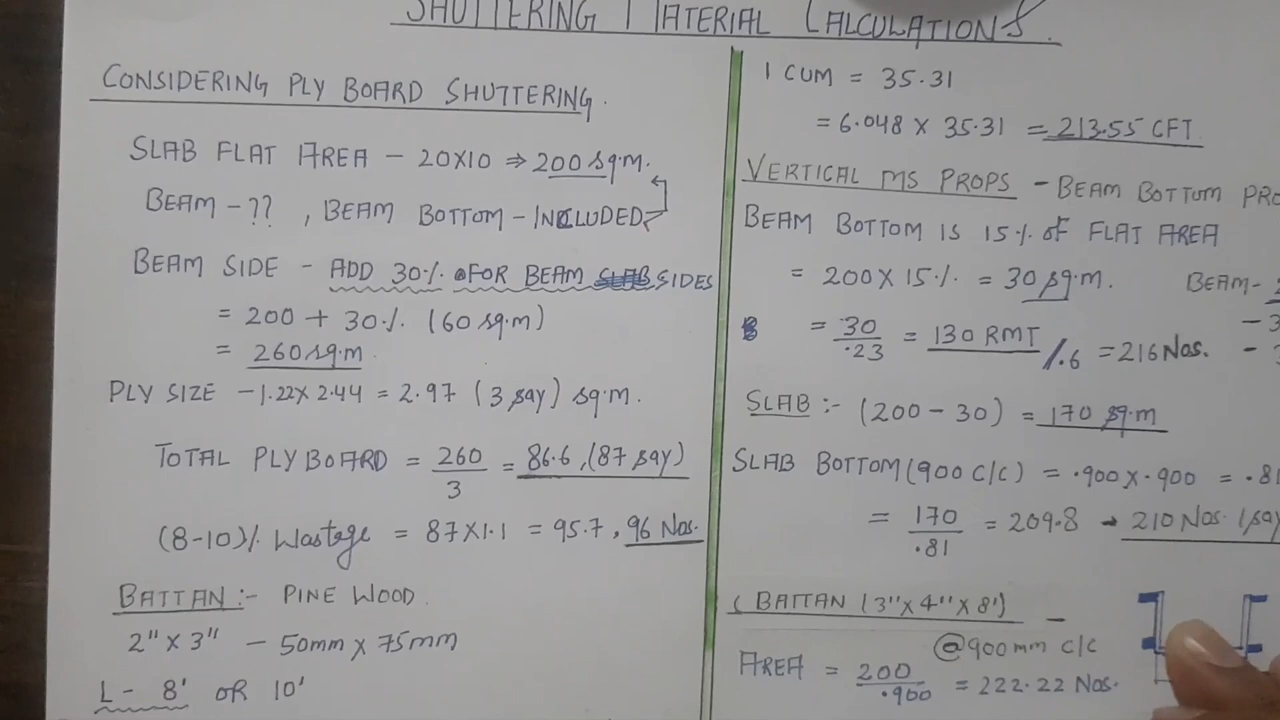 SHUTTERING MATERIAL CALCULATIONS.
CONSIDERING PLY BOARD SHUTTERING.
SLAB FLAT AREA - 20X10 ⇒ 200 sq.m.
BEAM - ?? , BEAM BOTTOM - INCLUDED
BEAM SIDE - ADD 30% FOR BEAM SIDES
= 200 + 30% (60 sq.m)
= 260 sq.m
PLY SIZE - 1.22 X 2.44 = 2.97 (3 say) sq.m.
TOTAL PLY BOARD = 260/3 = 86.6, (87 say)
(8-10)% Wastege = 87 X 1.1 = 95.7, 96 Nos.
BATTAN :- PINE WOOD.
2" X 3" - 50mm X 75mm
L - 8' OR 10'
1 CUM = 35.31
= 6.048 X 35.31 = 213.55 CFT.
VERTICAL MS PROPS - BEAM BOTTOM PRO
BEAM BOTTOM IS 15% of FLAT AREA
= 200 X 15% = 30 sq.m. BEAM -
= 30/.23 = 130 RMT /.6 = 216 Nos.
SLAB :- (200 - 30) = 170 sq.m
SLAB BOTTOM (900 C/C) = .900 X .900 = .81
= 170/.81 = 209.8 → 210 Nos. (say
(BATTAN (3" X 4" X 8')
@900mm c/c
AREA = 200/.900 = 222.22 Nos.